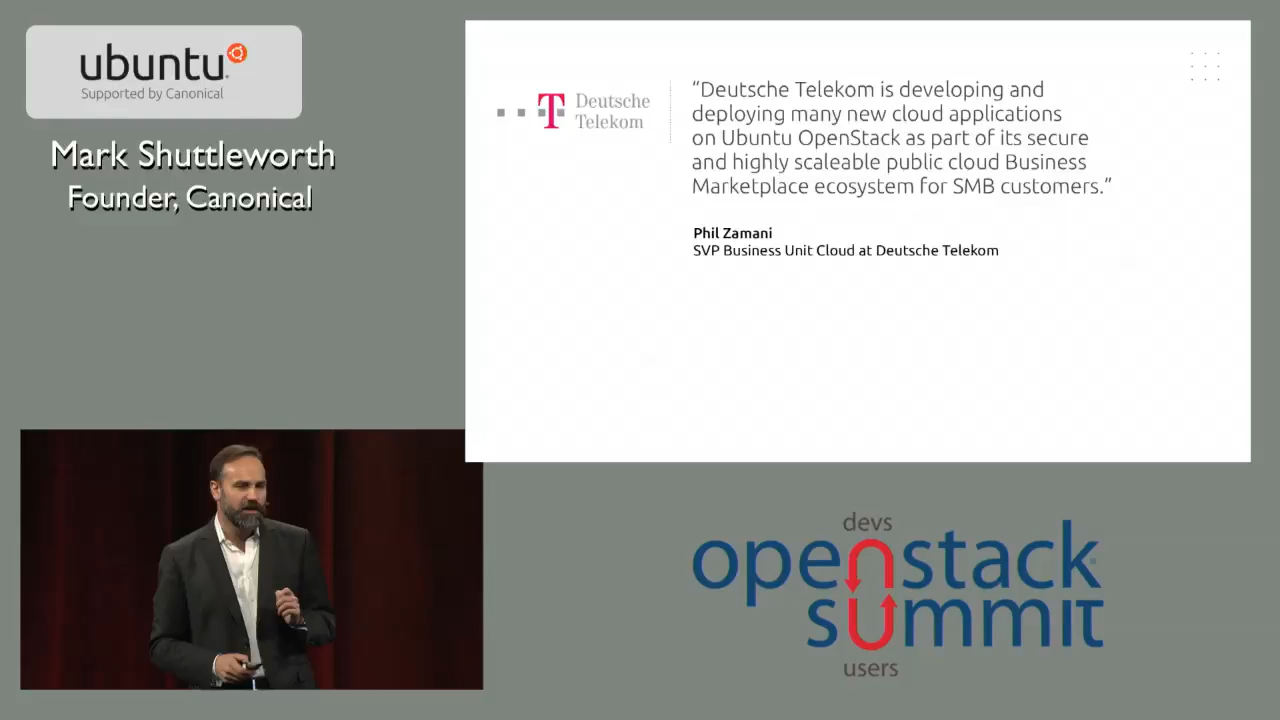 ubuntu
Supported by Canonical
Mark Shuttleworth
Founder, Canonical
T Deutsche
Telekom
“Deutsche Telekom is developing and
deploying many new cloud applications
on Ubuntu OpenStack as part of its secure
and highly scaleable public cloud Business
Marketplace ecosystem for SMB customers.”
Phil Zamani
SVP Business Unit Cloud at Deutsche Telekom
devs
openstack
summit
users